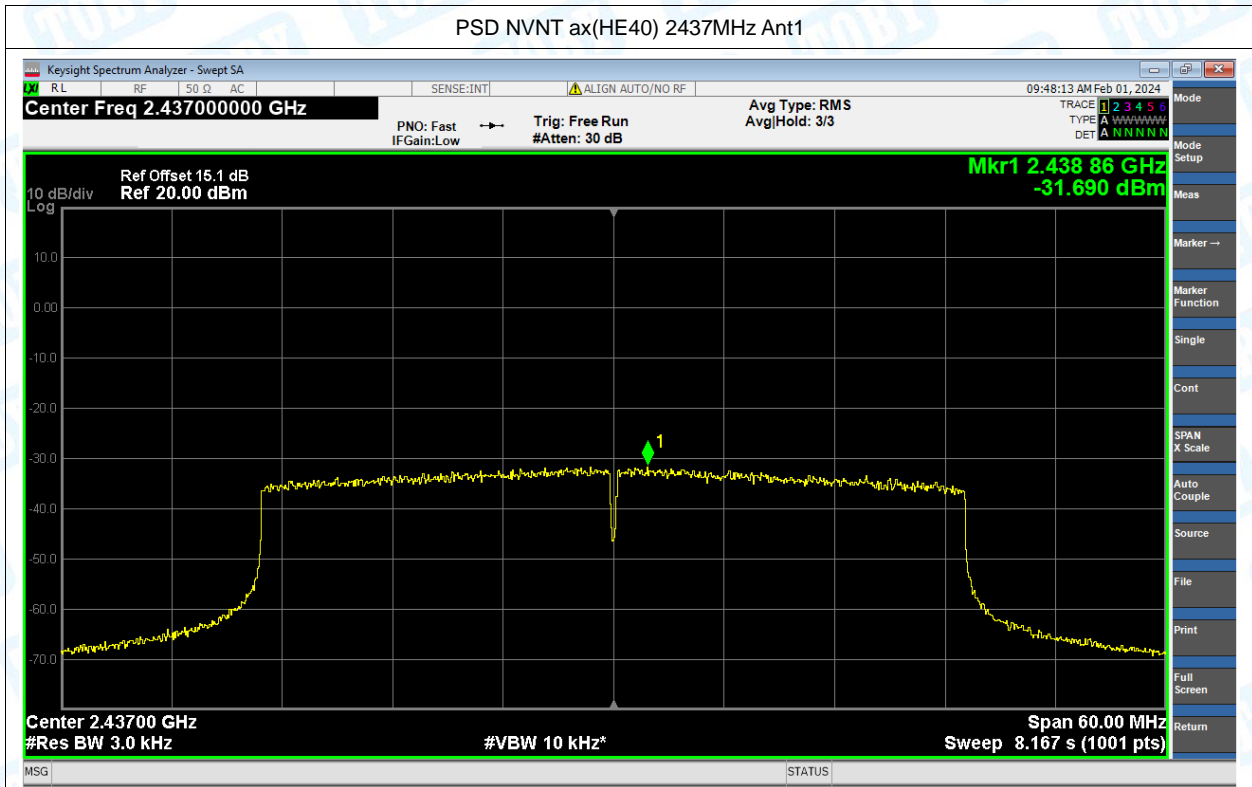 PSD NVNT ax(HE40) 2437MHz Ant1
Keysight Spectrum Analyzer - Swept SA
LXI RL RF 50 Ω AC SENSE:INT ALIGN AUTO/NO RF 09:48:13 AM Feb 01, 2024
Center Freq 2.437000000 GHz
PNO: Fast
IFGain:Low
Trig: Free Run
#Atten: 30 dB
Avg Type: RMS
Avg|Hold: 3/3
TRACE 1 2 3 4 5 6
TYPE A WWWWW
DET A N N N N N
Mkr1 2.438 86 GHz
-31.690 dBm
Ref Offset 15.1 dB
10 dB/div Ref 20.00 dBm
Log
10.0
0.00
-10.0
-20.0
-30.0
-40.0
-50.0
-60.0
-70.0
1
Center 2.43700 GHz Span 60.00 MHz
#Res BW 3.0 kHz #VBW 10 kHz* Sweep 8.167 s (1001 pts)
MSG STATUS
Mode
Mode
Setup
Meas
Marker →
Marker
Function
Single
Cont
SPAN
X Scale
Auto
Couple
Source
File
Print
Full
Screen
Return
TOBY